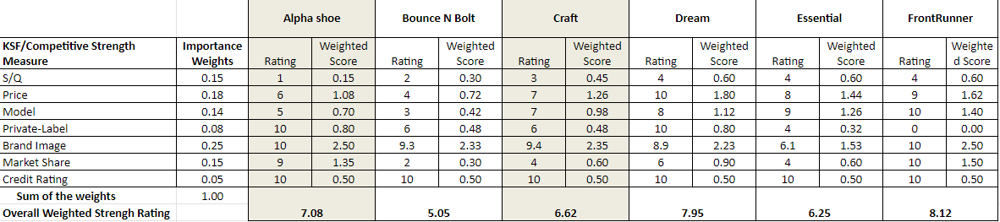 Alpha shoe Bounce N Bolt Craft Dream Essential FrontRunner
KSF/Competitive Strength Measure Importance Weights Rating Weighted Score Rating Weighted Score Rating Weighted Score Rating Weighted Score Rating Weighted Score Rating Weighte d Score
S/Q 0.15 1 0.15 2 0.30 3 0.45 4 0.60 4 0.60 4 0.60
Price 0.18 6 1.08 4 0.72 7 1.26 10 1.80 8 1.44 9 1.62
Model 0.14 5 0.70 3 0.42 7 0.98 8 1.12 9 1.26 10 1.40
Private-Label 0.08 10 0.80 6 0.48 6 0.48 10 0.80 4 0.32 0 0.00
Brand Image 0.25 10 2.50 9.3 2.33 9.4 2.35 8.9 2.23 6.1 1.53 10 2.50
Market Share 0.15 9 1.35 2 0.30 4 0.60 6 0.90 4 0.60 10 1.50
Credit Rating 0.05 10 0.50 10 0.50 10 0.50 10 0.50 10 0.50 10 0.50
Sum of the weights 1.00
Overall Weighted Strengh Rating 7.08 5.05 6.62 7.95 6.25 8.12